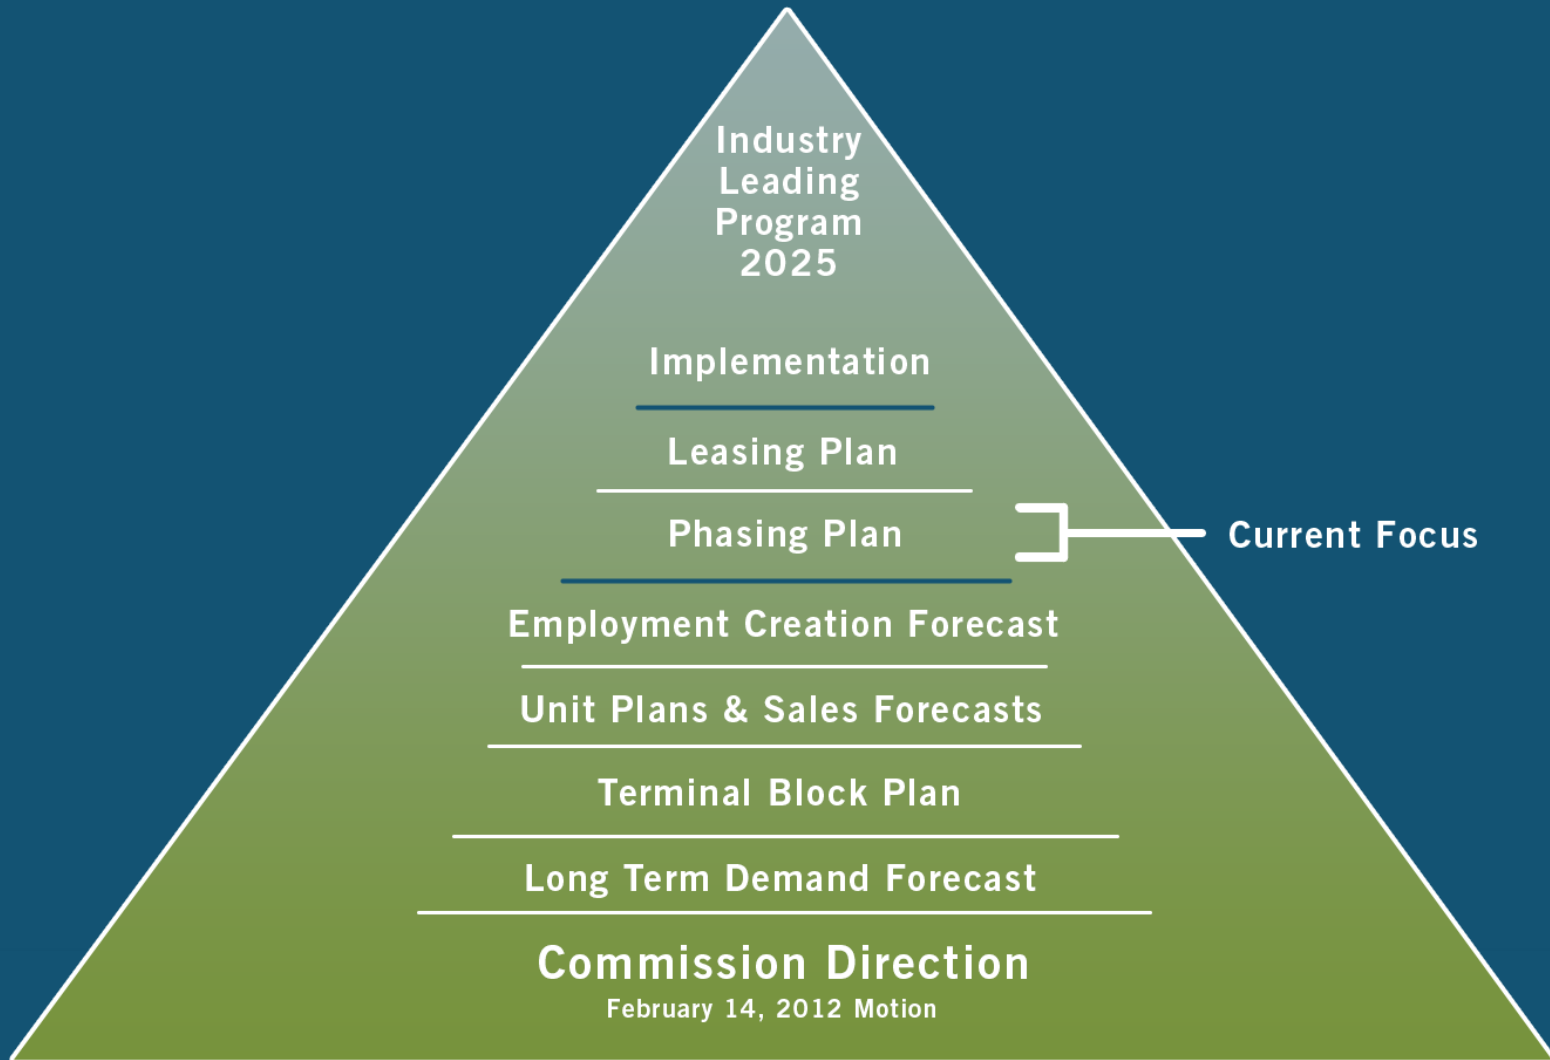 Industry
Leading
Program
2025
Implementation
Leasing Plan
Phasing Plan
Current Focus
Employment Creation Forecast
Unit Plans & Sales Forecasts
Terminal Block Plan
Long Term Demand Forecast
Commission Direction
February 14, 2012 Motion